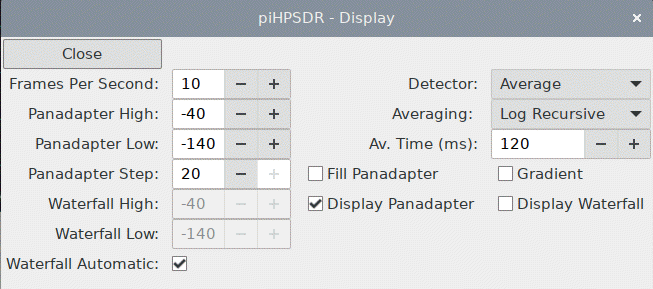 piHPSDR - Display ×
Close
Frames Per Second: 10 − + Detector: Average
Panadapter High: -40 − + Averaging: Log Recursive
Panadapter Low: -140 − + Av. Time (ms): 120 − +
Panadapter Step: 20 − + Fill Panadapter Gradient
Waterfall High: -40 − + Display Panadapter Display Waterfall
Waterfall Low: -140 − +
Waterfall Automatic: